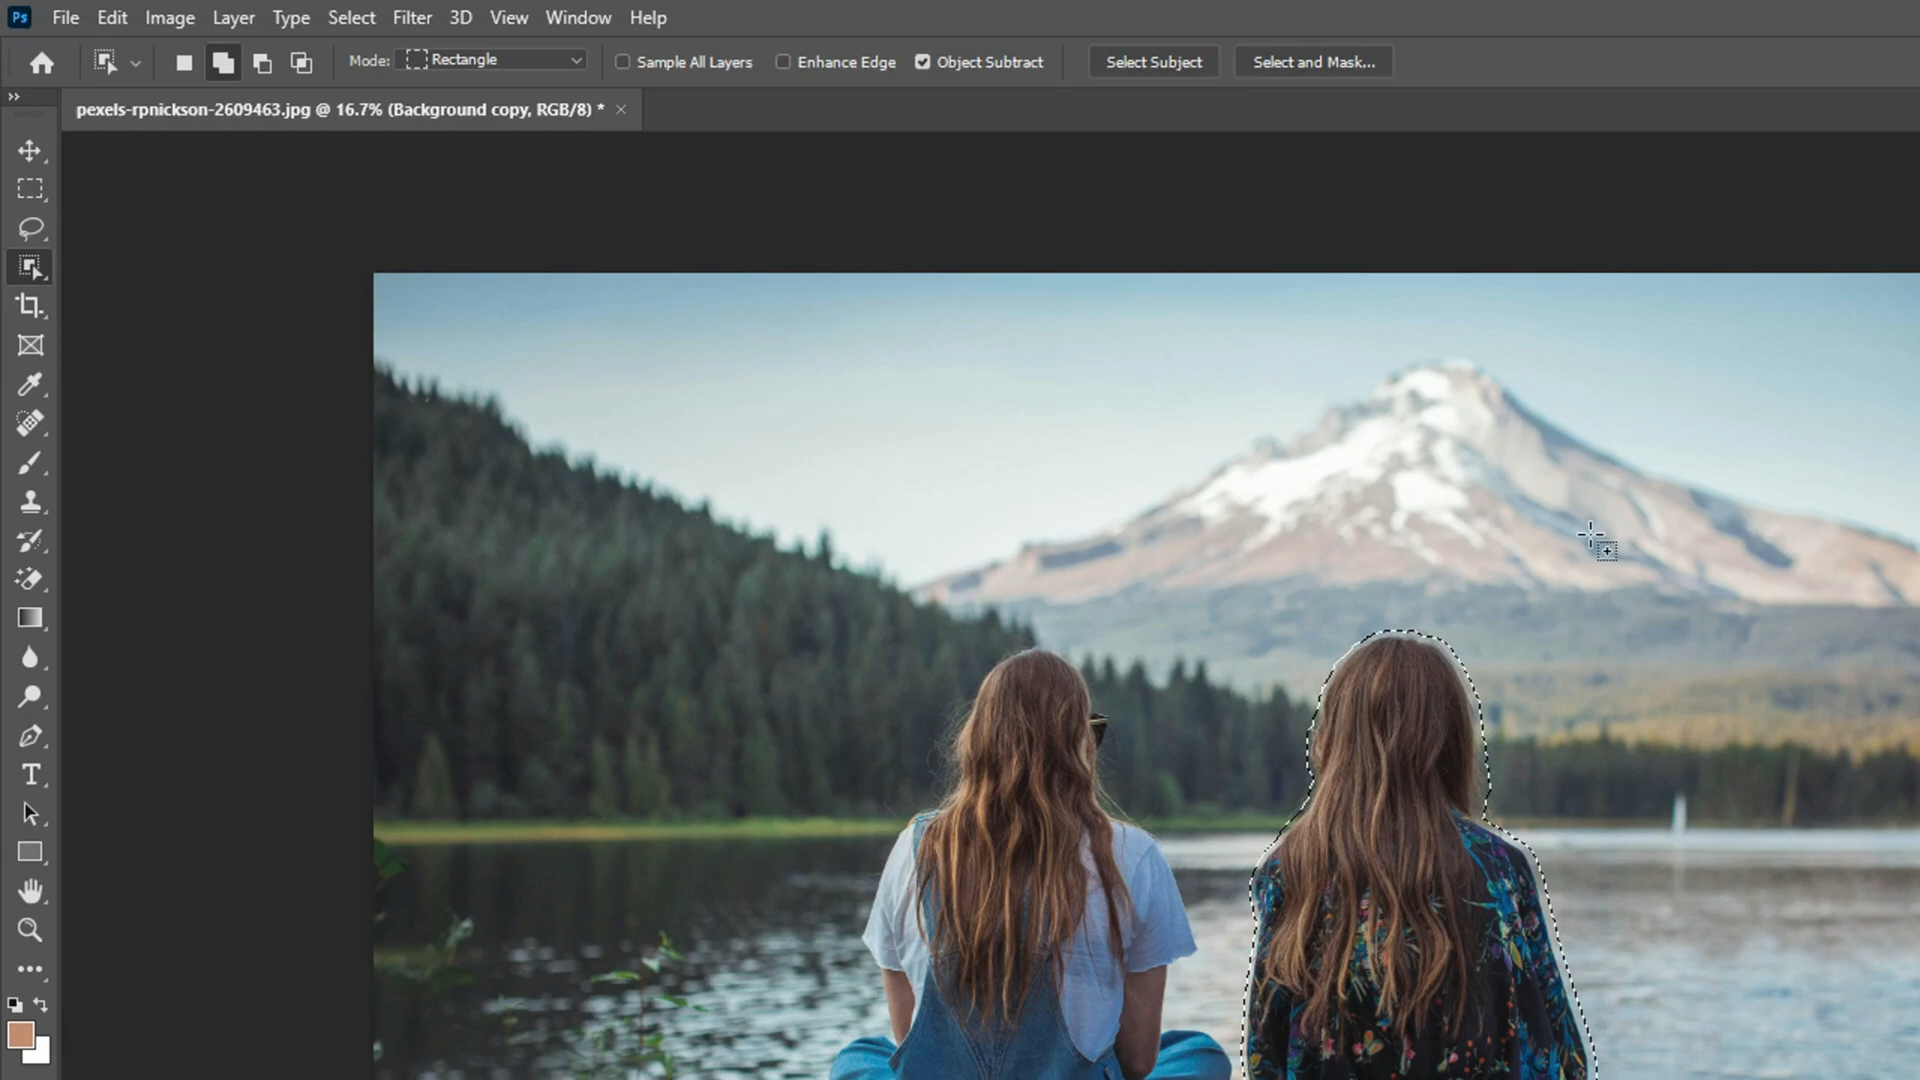 Ps File Edit Image Layer Type Select Filter 3D View Window Help
Mode: Rectangle Sample All Layers Enhance Edge Object Subtract Select Subject Select and Mask...
pexels-rpnickson-2609463.jpg @ 16.7% (Background copy, RGB/8) *